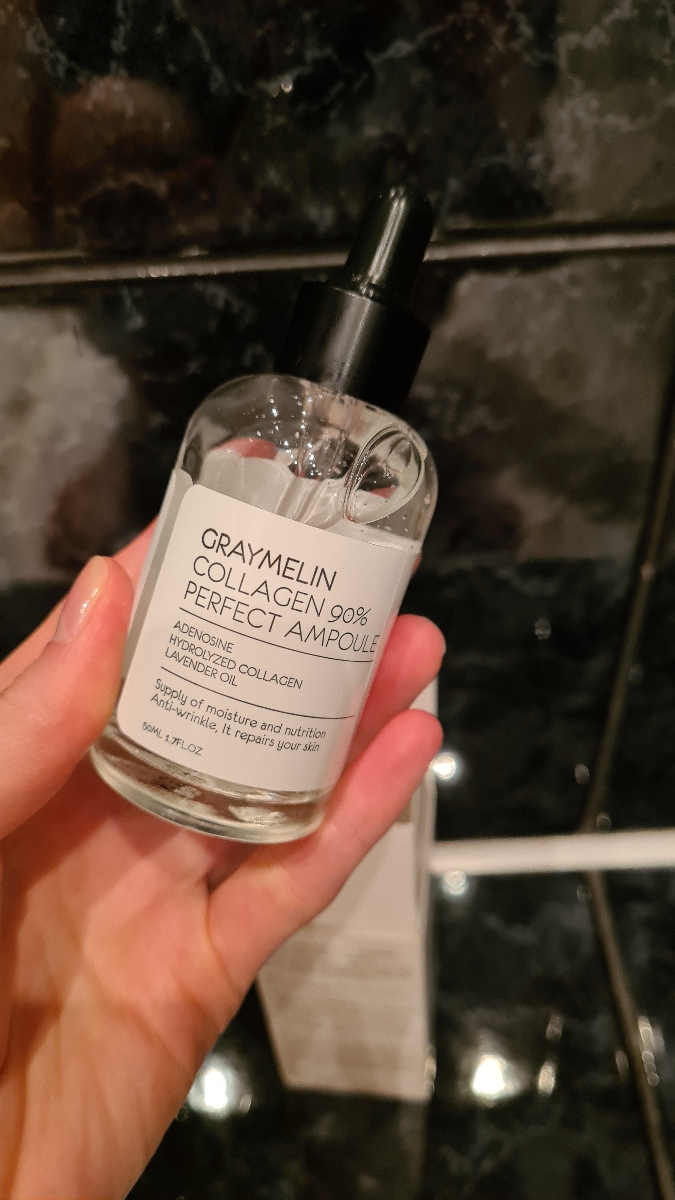 GRAYMELIN
COLLAGEN 90%
PERFECT AMPOULE
ADENOSINE
HYDROLYZED COLLAGEN
LAVENDER OIL
Supply of moisture and nutrition
Anti-wrinkle, It repairs your skin
50ML 1.7FL.OZ